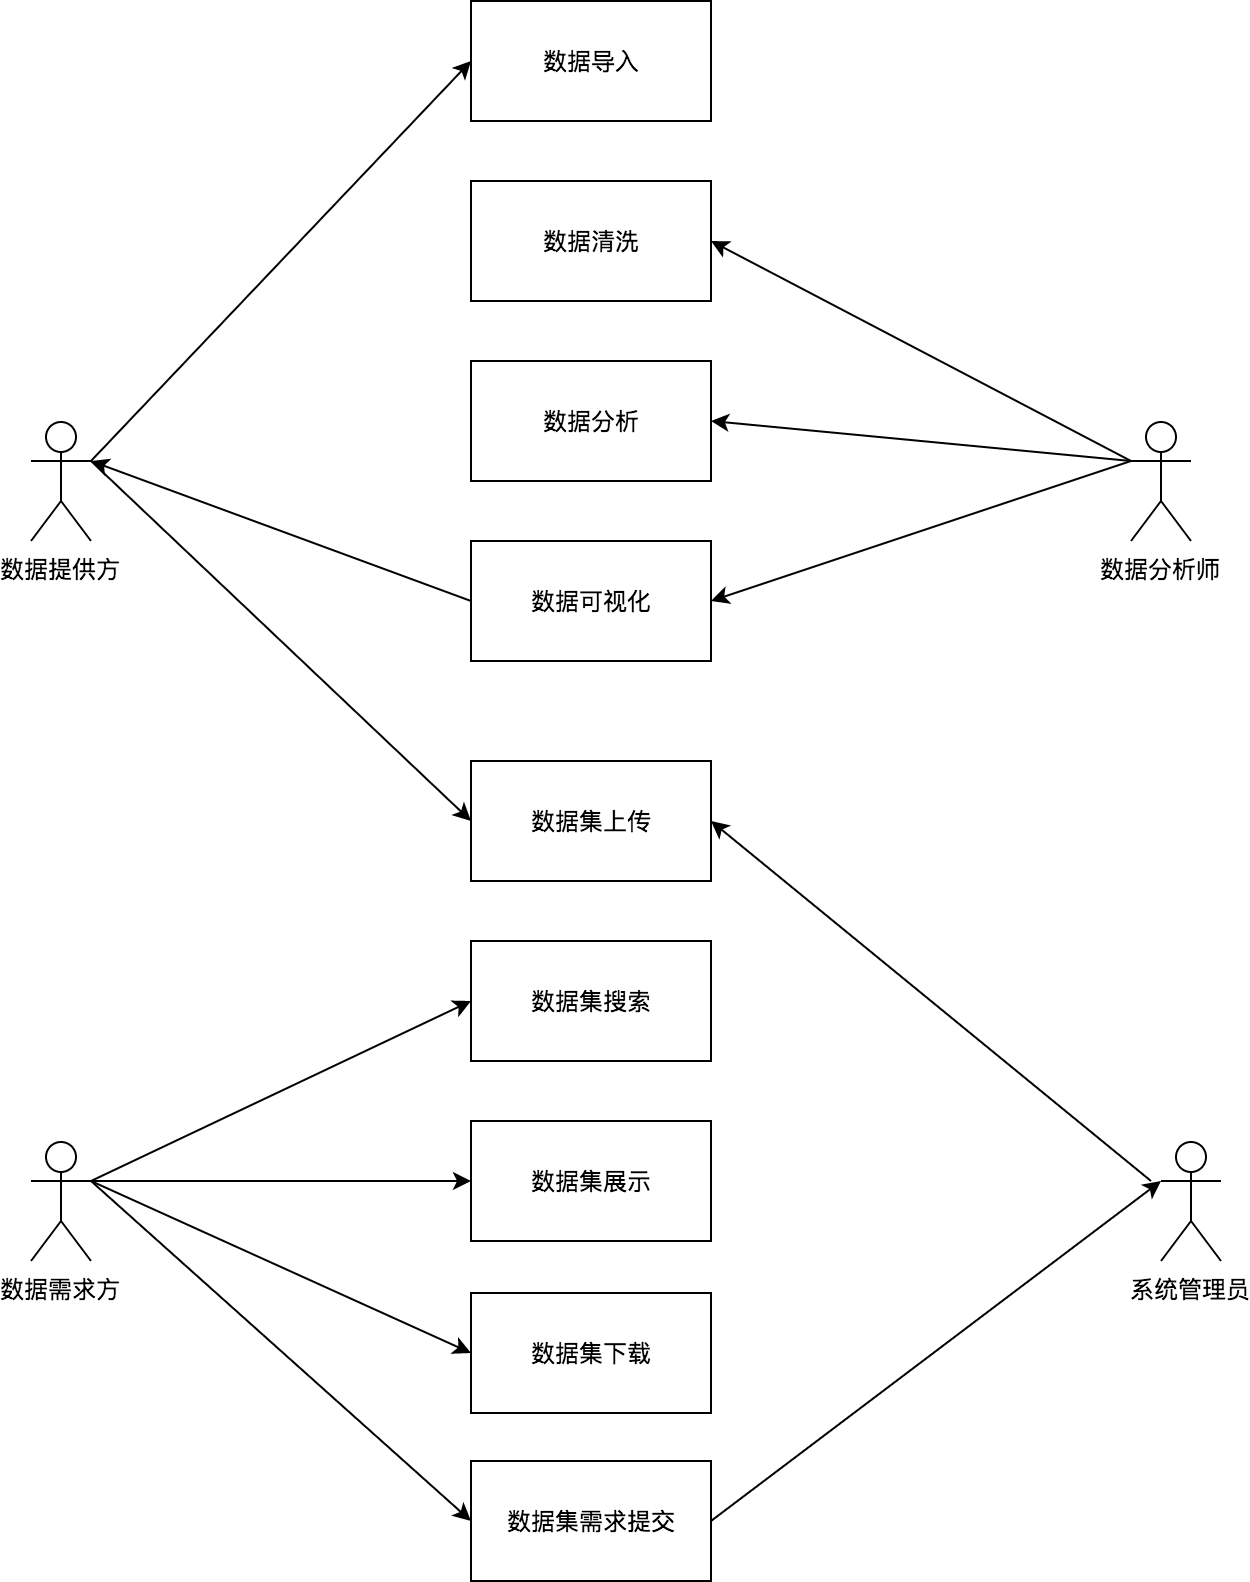 数据导入
数据清洗
数据分析
数据提供方
数据分析师
数据可视化
数据集上传
数据集搜索
数据集展示
数据需求方
系统管理员
数据集下载
数据集需求提交